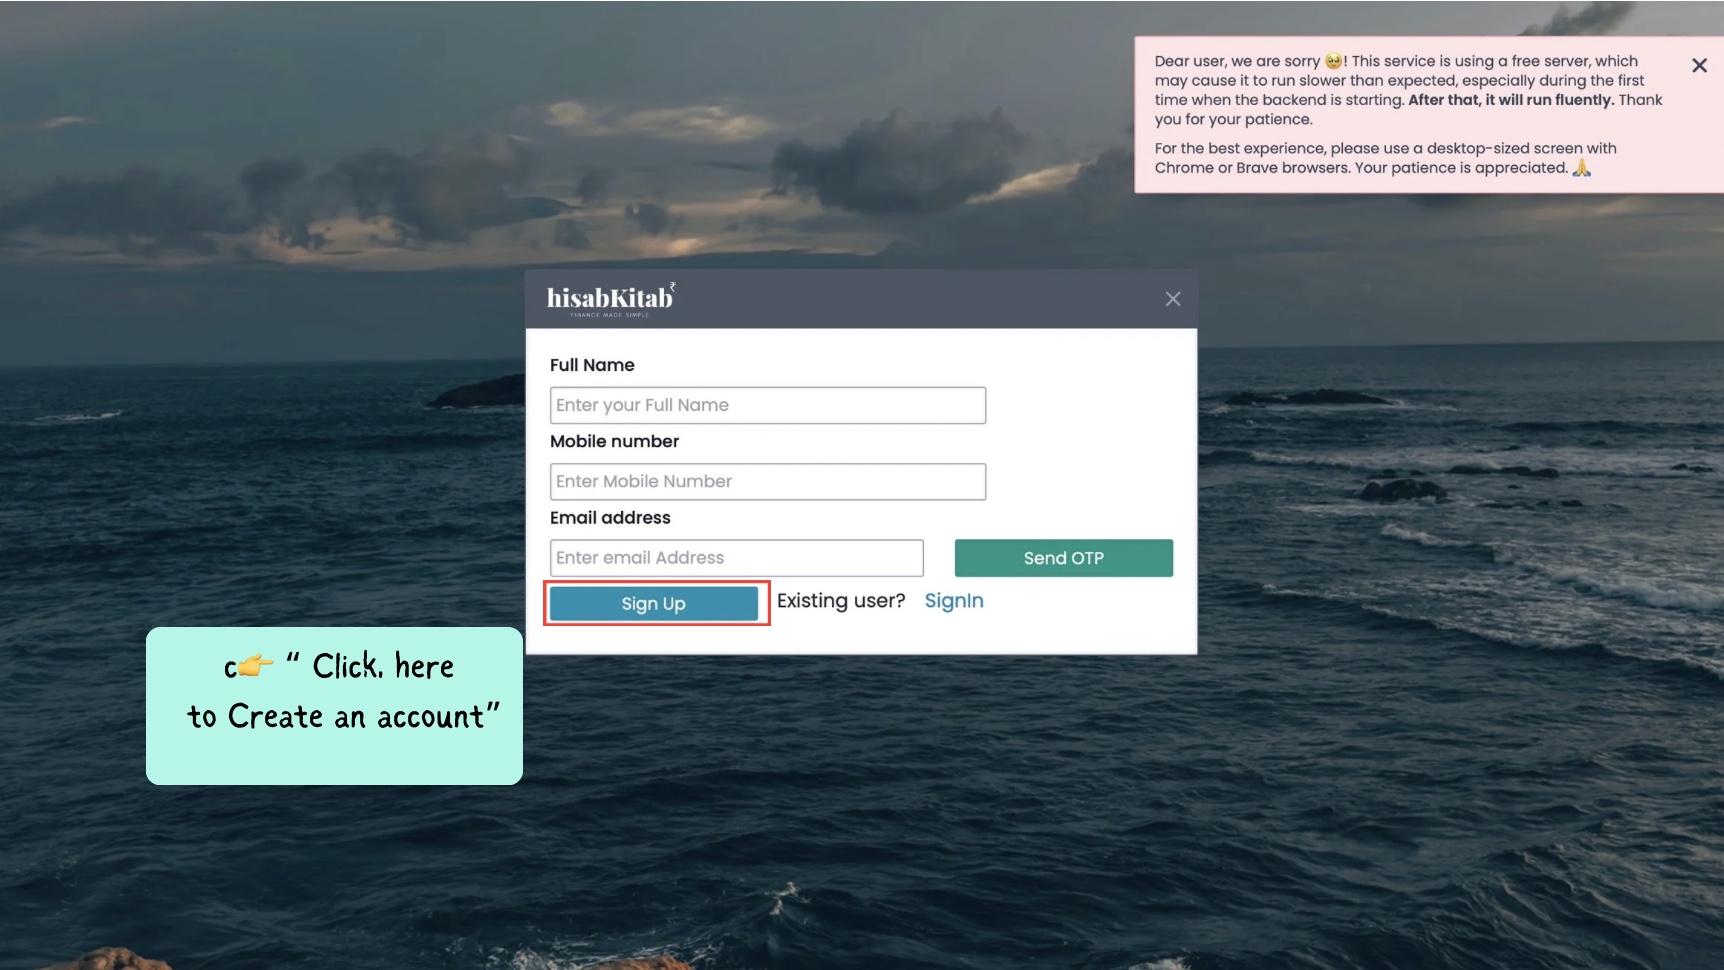 Dear user, we are sorry 🥹! This service is using a free server, which
may cause it to run slower than expected, especially during the first
time when the backend is starting. After that, it will run fluently. Thank
you for your patience.
For the best experience, please use a desktop-sized screen with
Chrome or Brave browsers. Your patience is appreciated. 🙏
hisabKitab₹
FINANCE MADE SIMPLE
Full Name
Enter your Full Name
Mobile number
Enter Mobile Number
Email address
Enter email Address
Send OTP
Sign Up
Existing user? SignIn
c👉 “ Click, here
to Create an account”